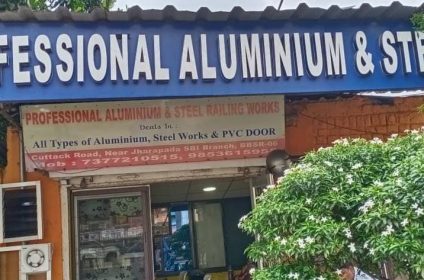 FESSIONAL ALUMINIUM & STE
PROFESSIONAL ALUMINIUM & STEEL RAILING WORKS
Deals In :
All Types of Aluminium, Steel Works & PVC DOOR
Cuttack Road, Near Jharapada SBI Branch, BBSR-06
Mob : 7377210515,